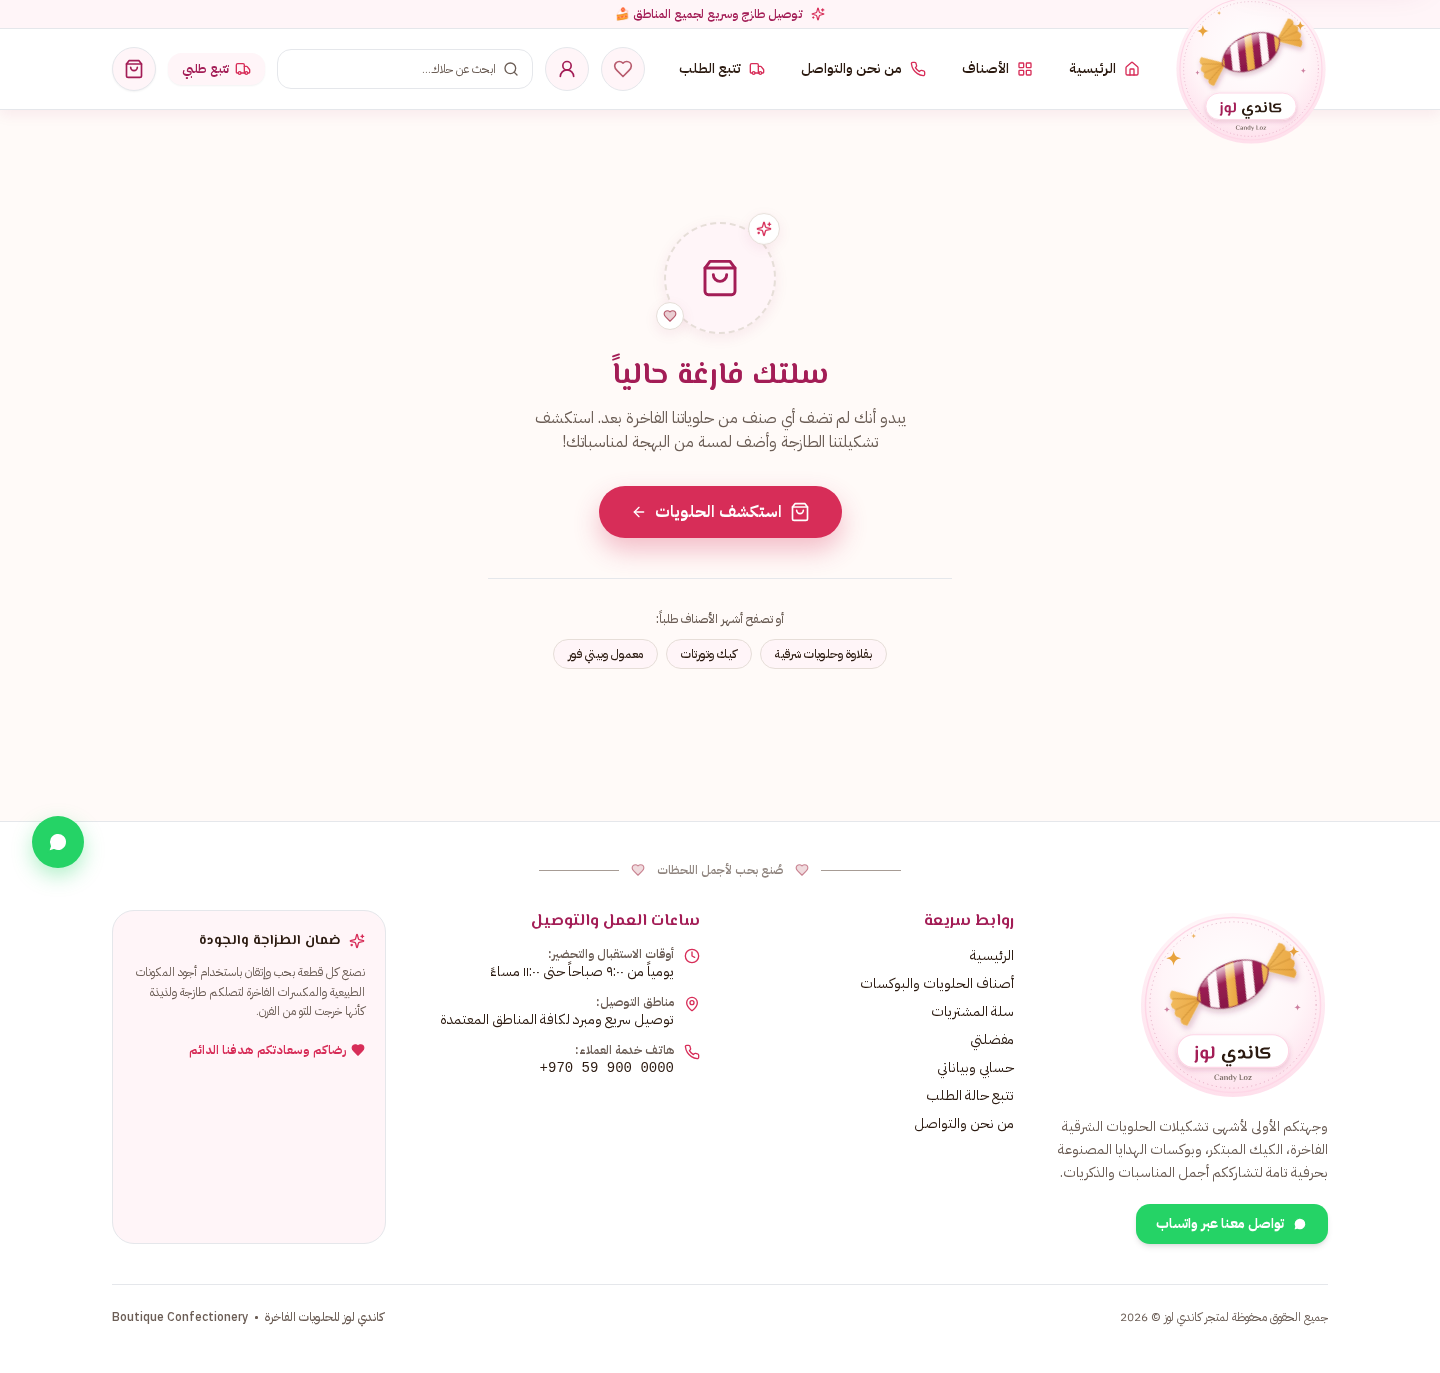 توصيل طازج وسريع لجميع المناطق 🍰
كاندي لوز
Candy Loz
الرئيسية
الأصناف
من نحن والتواصل
تتبع الطلب
ابحث عن حلاك...
تتبع طلبي
سلتك فارغة حالياً
يبدو أنك لم تضف أي صنف من حلوياتنا الفاخرة بعد. استكشف
تشكيلتنا الطازجة وأضف لمسة من البهجة لمناسباتك!
استكشف الحلويات
أو تصفح أشهر الأصناف طلباً:
بقلاوة وحلويات شرقية
كيك وتورتات
معمول وبيتي فور
صُنع بحب لأجمل اللحظات
كاندي لوز
Candy Loz
وجهتكم الأولى لأشهى تشكيلات الحلويات الشرقية
الفاخرة، الكيك المبتكر، وبوكسات الهدايا المصنوعة
بحرفية تامة لتشارككم أجمل المناسبات والذكريات.
تواصل معنا عبر واتساب
روابط سريعة
الرئيسية
أصناف الحلويات والبوكسات
سلة المشتريات
مفضلتي
حسابي وبياناتي
تتبع حالة الطلب
من نحن والتواصل
ساعات العمل والتوصيل
أوقات الاستقبال والتحضير:
يومياً من ٩:٠٠ صباحاً حتى ١١:٠٠ مساءً
مناطق التوصيل:
توصيل سريع ومبرد لكافة المناطق المعتمدة
هاتف خدمة العملاء:
+970 59 900 0000
ضمان الطزاجة والجودة
نصنع كل قطعة بحب وإتقان باستخدام أجود المكونات
الطبيعية والمكسرات الفاخرة لتصلكم طازجة ولذيذة
كأنها خرجت للتو من الفرن.
رضاكم وسعادتكم هدفنا الدائم
جميع الحقوق محفوظة لمتجر كاندي لوز © 2026
كاندي لوز للحلويات الفاخرة • Boutique Confectionery